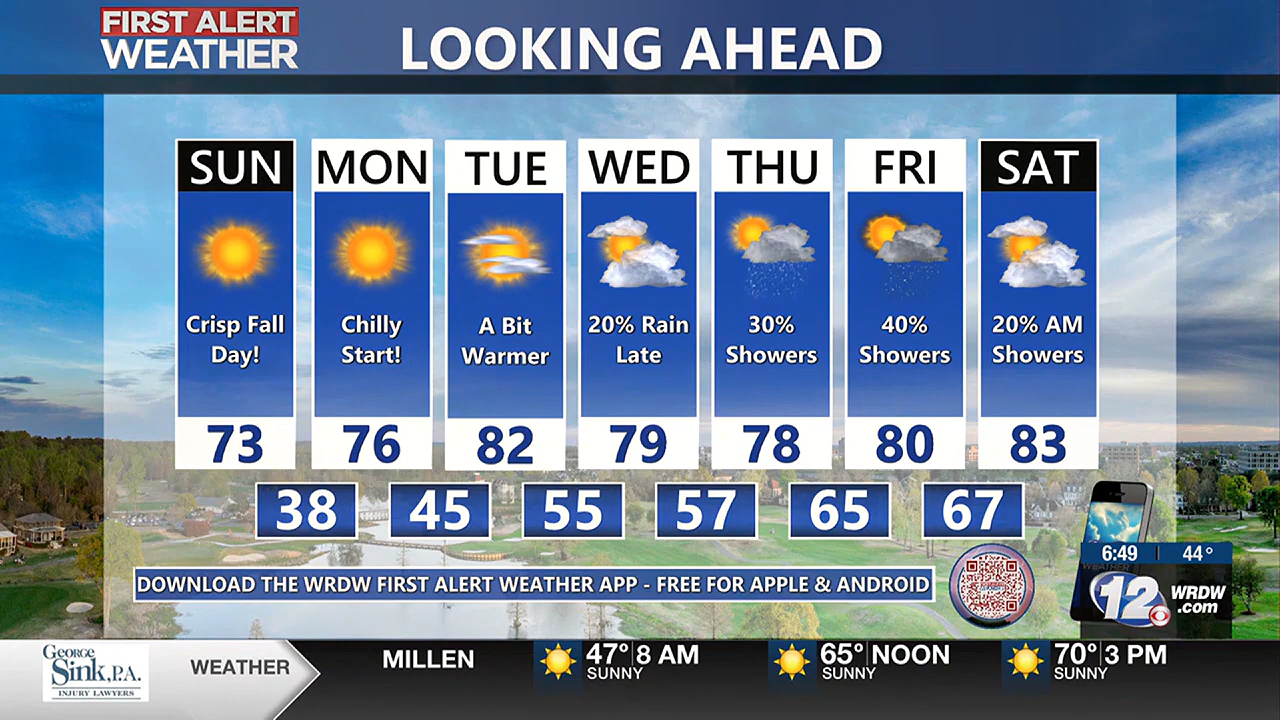 FIRST ALERT
WEATHER
LOOKING AHEAD
SUN MON TUE WED THU FRI SAT
Crisp Fall
Day!
Chilly
Start!
A Bit
Warmer
20% Rain
Late
30%
Showers
40%
Showers
20% AM
Showers
73 76 82 79 78 80 83
38 45 55 57 65 67
DOWNLOAD THE WRDW FIRST ALERT WEATHER APP - FREE FOR APPLE & ANDROID
WEATHER
6:49 44°
12 WRDW
.com
GEORGE
Sink, P.A.
INJURY LAWYERS
WEATHER
MILLEN
47° 8 AM
SUNNY
65° NOON
SUNNY
70° 3 PM
SUNNY